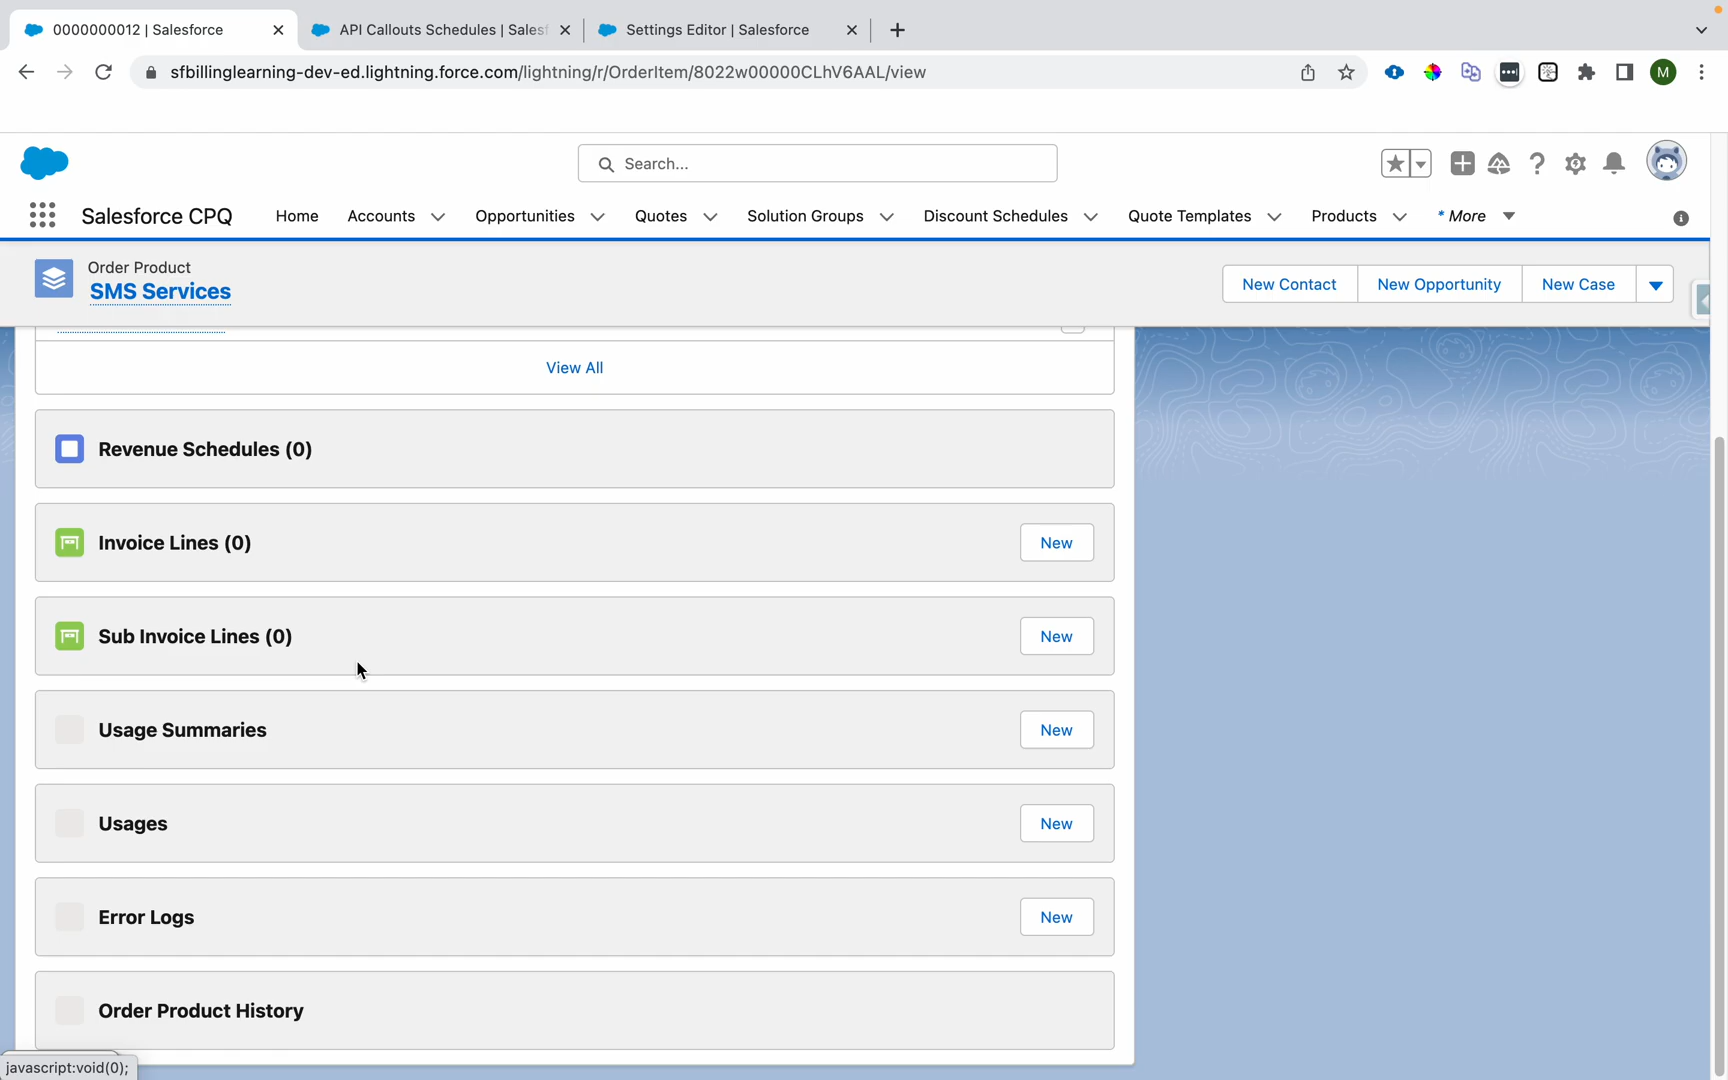 0000000012 | Salesforce
API Callouts Schedules | Salesf
Settings Editor | Salesforce
sfbillinglearning-dev-ed.lightning.force.com/lightning/r/OrderItem/8022w00000CLhV6AAL/view
M
Search...
Salesforce CPQ
Home
Accounts
Opportunities
Quotes
Solution Groups
Discount Schedules
Quote Templates
Products
* More
Order Product
SMS Services
New Contact
New Opportunity
New Case
View All
Revenue Schedules (0)
Invoice Lines (0)
New
Sub Invoice Lines (0)
New
Usage Summaries
New
Usages
New
Error Logs
New
Order Product History
javascript:void(0);